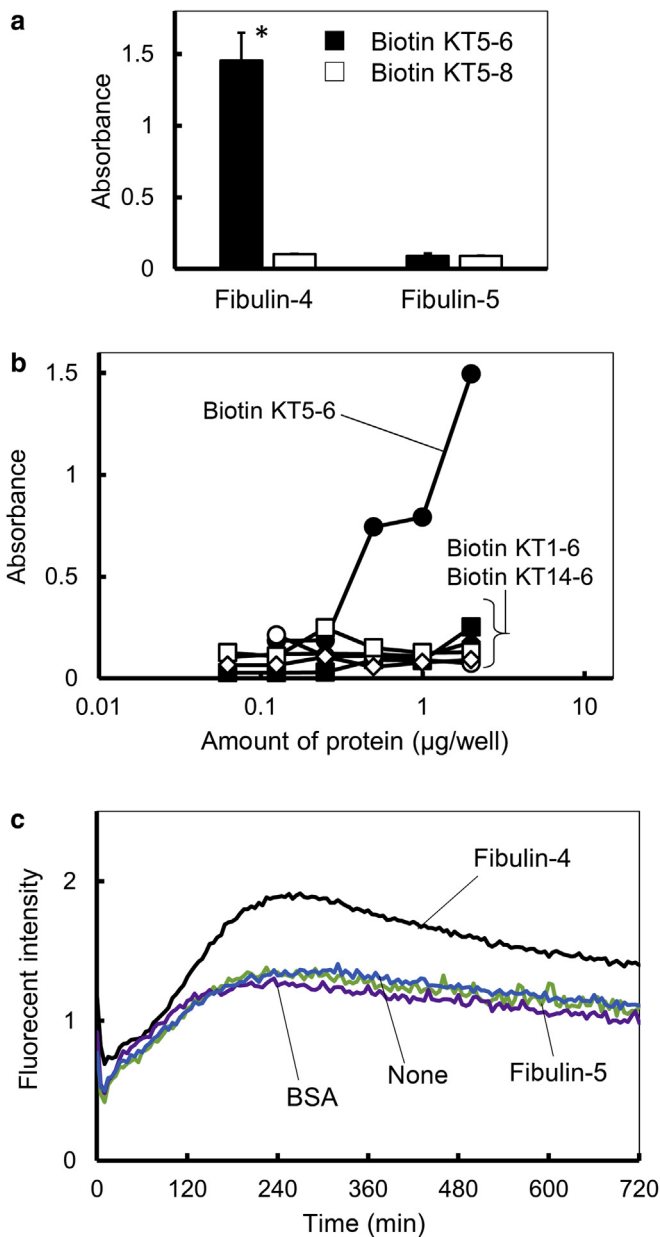 a
Absorbance
1.5
1
0.5
0
*
Biotin KT5-6
Biotin KT5-8
Fibulin-4
Fibulin-5
b
Absorbance
1.5
1
0.5
0
Biotin KT5-6
Biotin KT1-6
Biotin KT14-6
0.01
0.1
1
10
Amount of protein (μg/well)
c
Fluorecent intensity
2
1
0
Fibulin-4
BSA
None
Fibulin-5
0
120
240
360
480
600
720
Time (min)